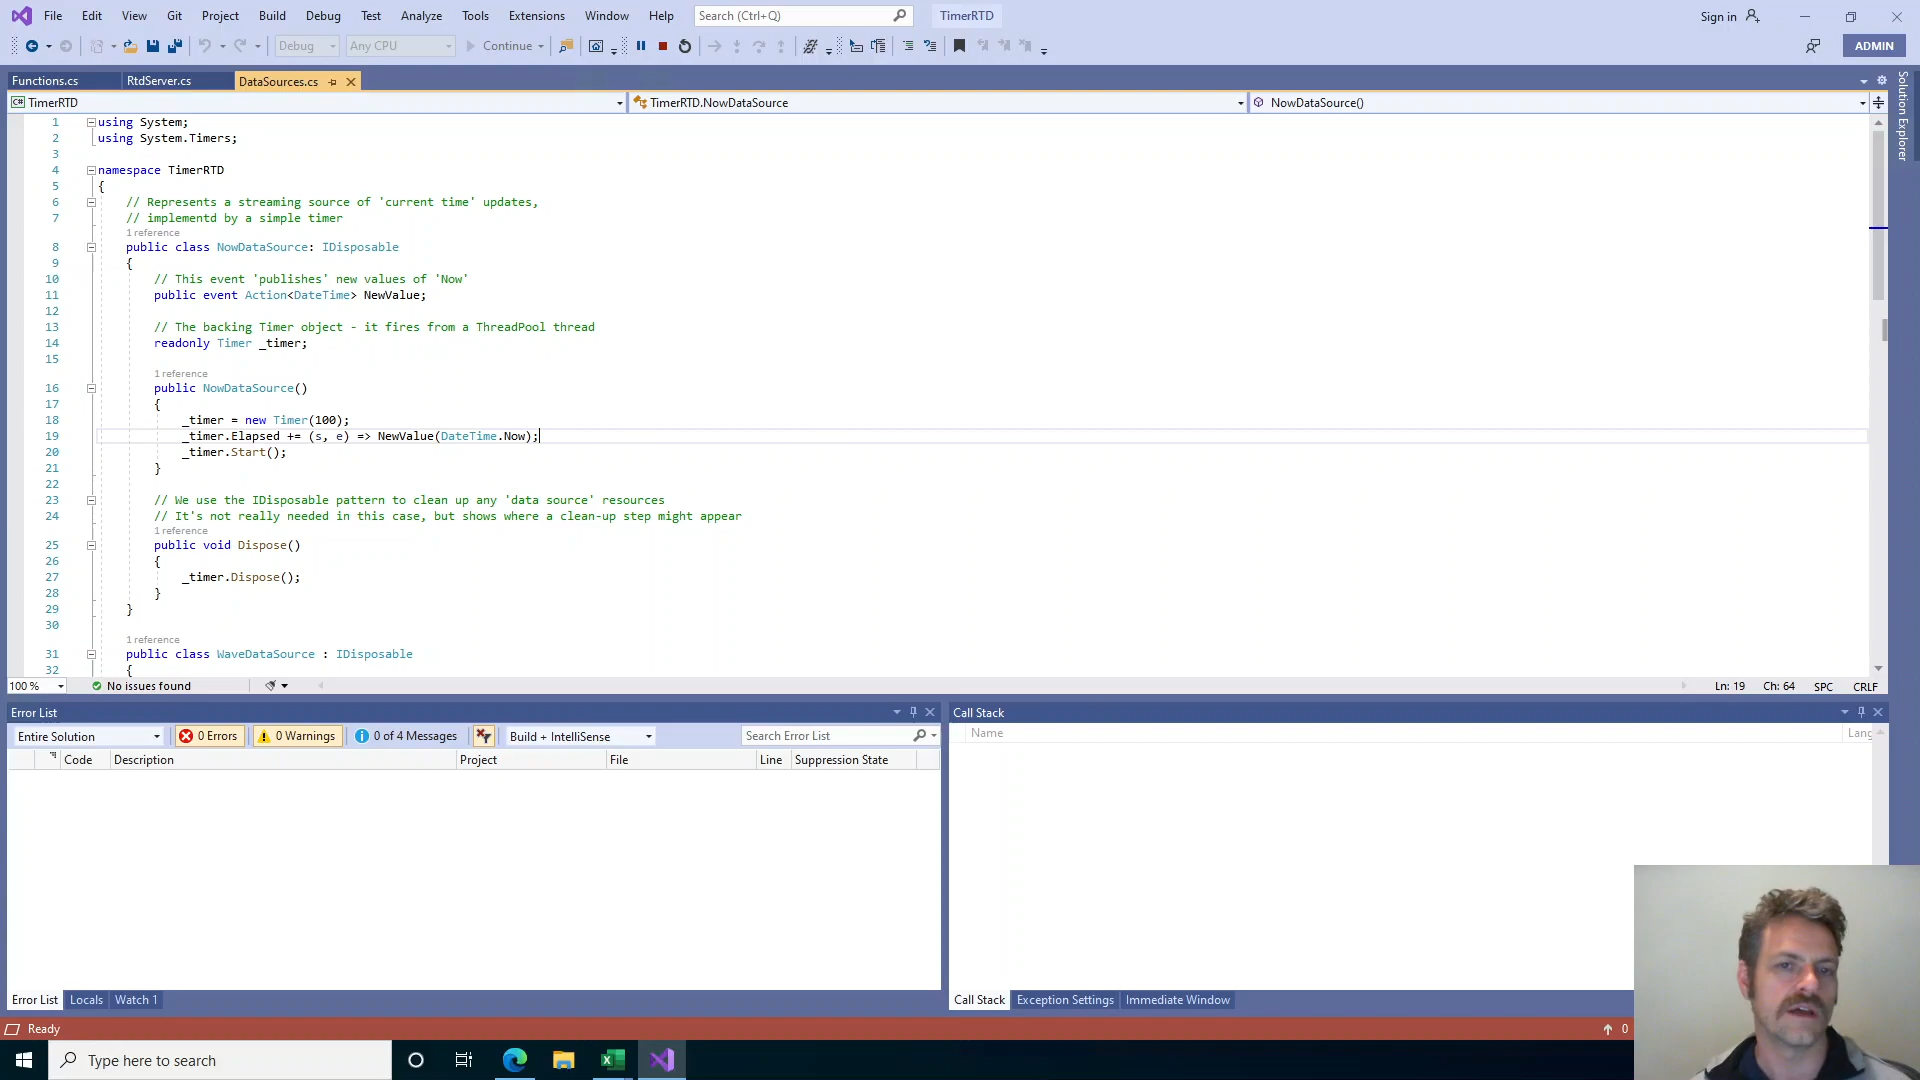 File Edit View Git Project Build Debug Test Analyze Tools Extensions Window Help Search (Ctrl+Q) TimerRTD Sign in
Debug Any CPU Continue ADMIN
Functions.cs RtdServer.cs DataSources.cs
TimerRTD TimerRTD.NowDataSource NowDataSource()
Solution Explorer
1 using System;
2 using System.Timers;
3
4 namespace TimerRTD
5 {
6 // Represents a streaming source of 'current time' updates,
7 // implementd by a simple timer
1 reference
8 public class NowDataSource: IDisposable
9 {
10 // This event 'publishes' new values of 'Now'
11 public event Action<DateTime> NewValue;
12
13 // The backing Timer object - it fires from a ThreadPool thread
14 readonly Timer _timer;
15
1 reference
16 public NowDataSource()
17 {
18 _timer = new Timer(100);
19 _timer.Elapsed += (s, e) => NewValue(DateTime.Now);
20 _timer.Start();
21 }
22
23 // We use the IDisposable pattern to clean up any 'data source' resources
24 // It's not really needed in this case, but shows where a clean-up step might appear
1 reference
25 public void Dispose()
26 {
27 _timer.Dispose();
28 }
29 }
30
1 reference
31 public class WaveDataSource : IDisposable
32 {
100 % No issues found Ln: 19 Ch: 64 SPC CRLF
Error List
Entire Solution 0 Errors 0 Warnings 0 of 4 Messages Build + IntelliSense Search Error List
Code Description Project File Line Suppression State
Error List Locals Watch 1
Call Stack
Name Lang
Call Stack Exception Settings Immediate Window
Ready 0
Type here to search